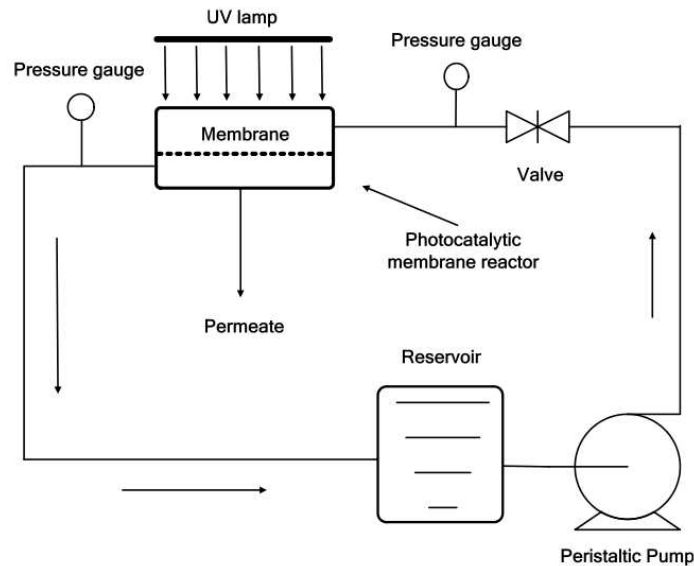 UV lamp
Pressure gauge
Pressure gauge
Membrane
Valve
Photocatalytic
membrane reactor
Permeate
Reservoir
Peristaltic Pump